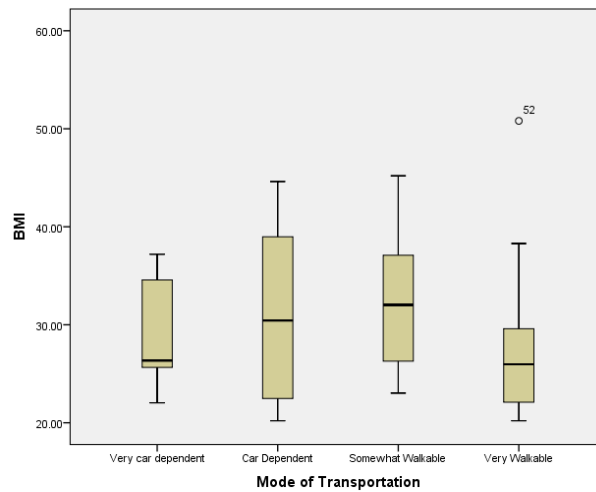 60.00
50.00
40.00
30.00
20.00
BMI
52
Very car dependent
Car Dependent
Somewhat Walkable
Very Walkable
Mode of Transportation